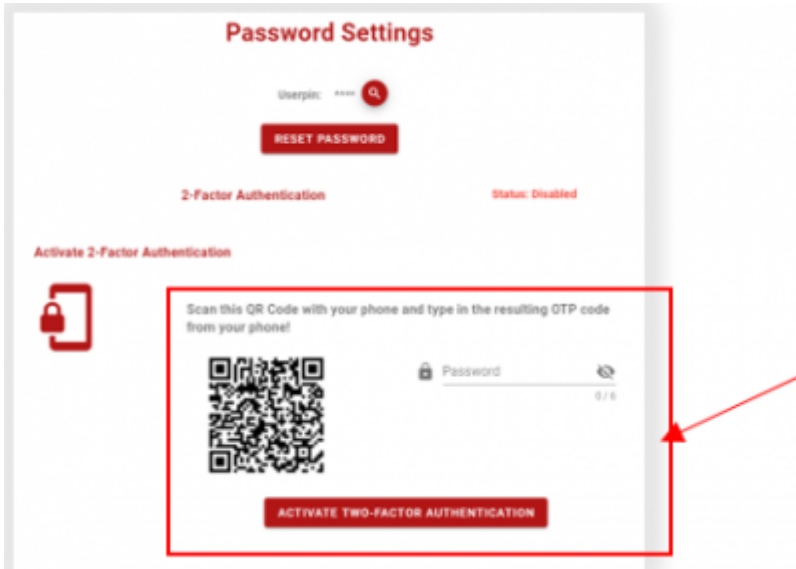 Password Settings
Userpin: ****
RESET PASSWORD
2-Factor Authentication Status: Disabled
Activate 2-Factor Authentication
Scan this QR Code with your phone and type in the resulting OTP code
from your phone!
Password
0 / 6
ACTIVATE TWO-FACTOR AUTHENTICATION